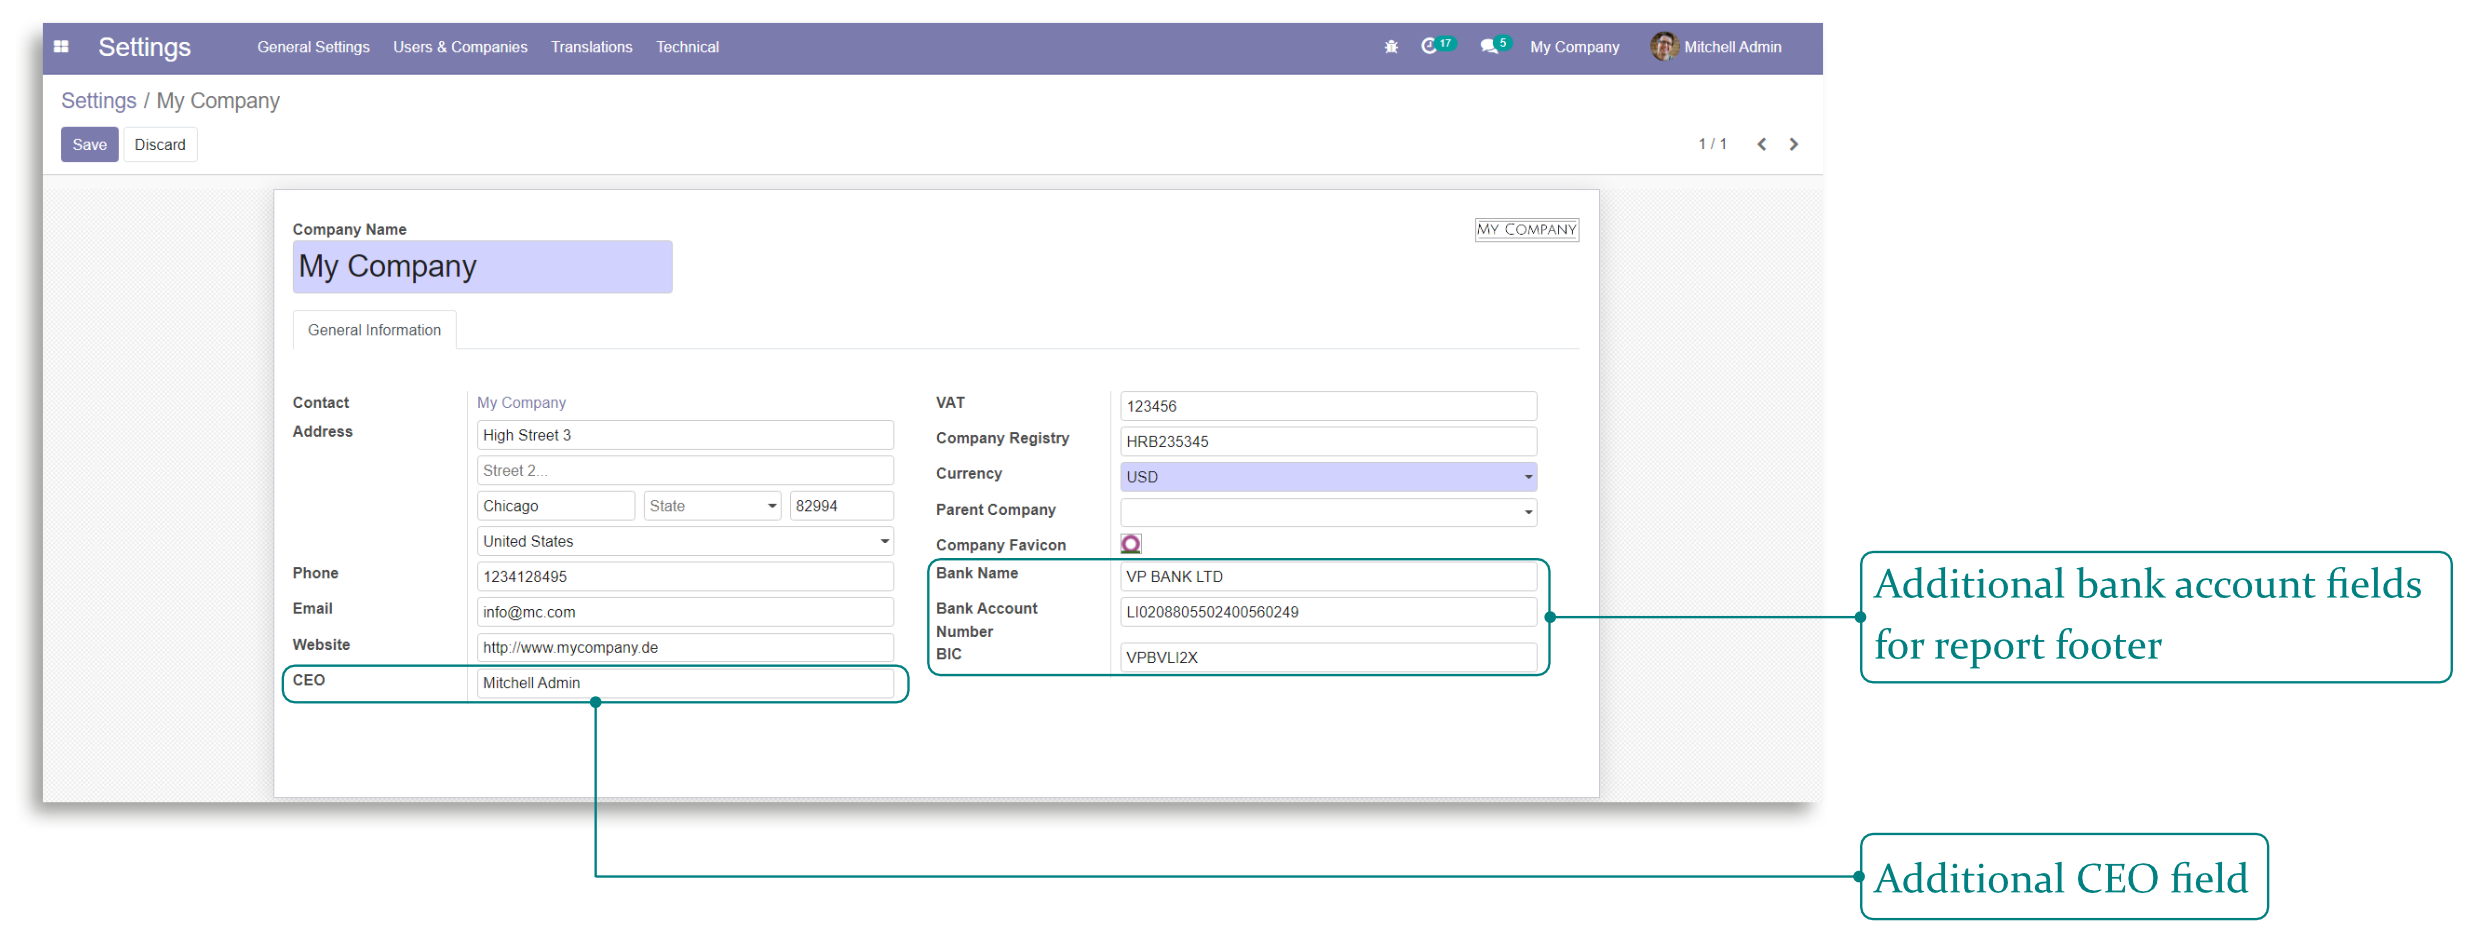 Settings General Settings Users & Companies Translations Technical 17 5 My Company Mitchell Admin
Settings / My Company
Save Discard 1 / 1
Company Name
MY COMPANY
My Company
General Information
Contact My Company
Address High Street 3
Street 2...
Chicago State 82994
United States
Phone 1234128495
Email info@mc.com
Website http://www.mycompany.de
CEO Mitchell Admin
VAT 123456
Company Registry HRB235345
Currency USD
Parent Company
Company Favicon
Bank Name VP BANK LTD
Bank Account LI0208805502400560249
Number
BIC VPBVLI2X
Additional bank account fields
for report footer
Additional CEO field